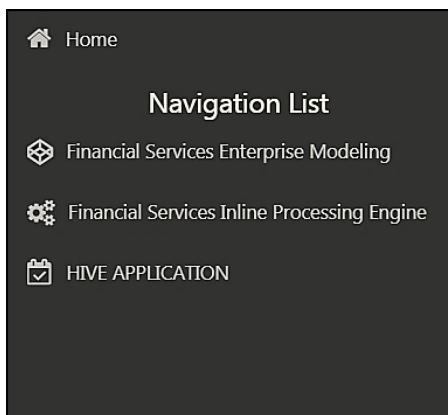 Home
Navigation List
Financial Services Enterprise Modeling
Financial Services Inline Processing Engine
HIVE APPLICATION